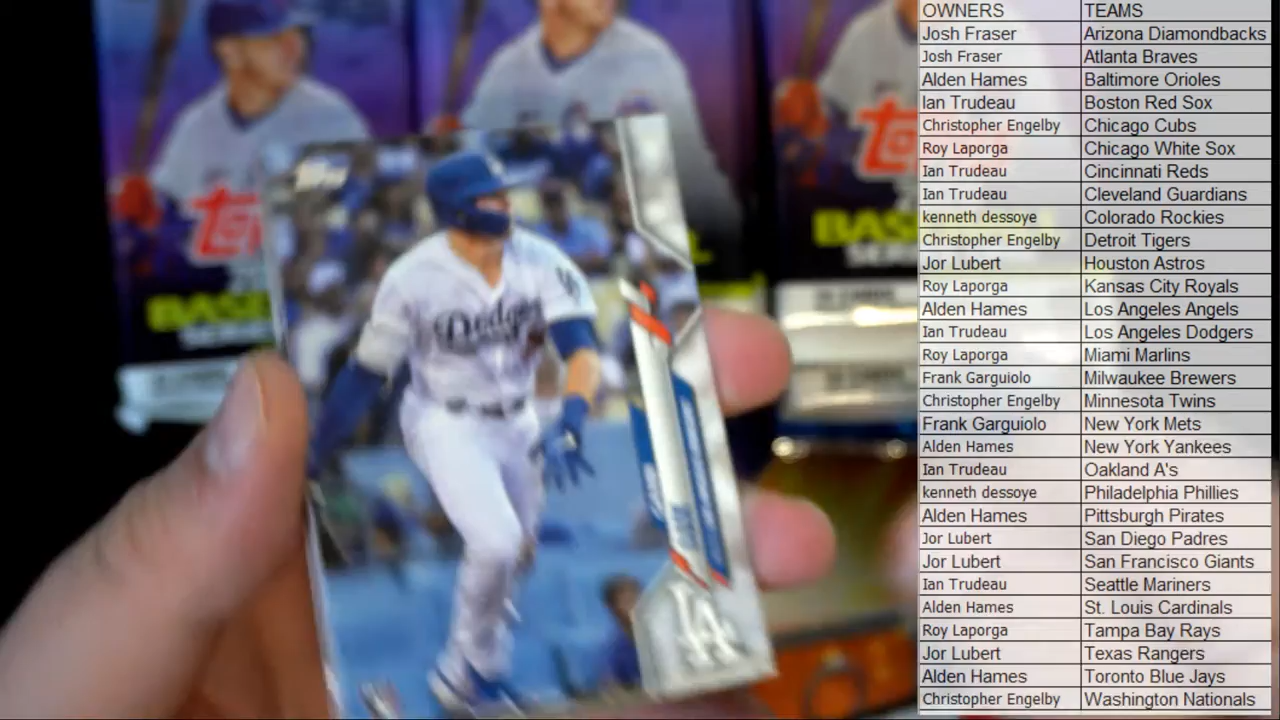 OWNERS TEAMS
Josh Fraser Arizona Diamondbacks
Josh Fraser Atlanta Braves
Alden Hames Baltimore Orioles
Ian Trudeau Boston Red Sox
Christopher Engelby Chicago Cubs
Roy Laporga Chicago White Sox
Ian Trudeau Cincinnati Reds
Ian Trudeau Cleveland Guardians
kenneth dessoye Colorado Rockies
Christopher Engelby Detroit Tigers
Jor Lubert Houston Astros
Roy Laporga Kansas City Royals
Alden Hames Los Angeles Angels
Ian Trudeau Los Angeles Dodgers
Roy Laporga Miami Marlins
Frank Garguiolo Milwaukee Brewers
Christopher Engelby Minnesota Twins
Frank Garguiolo New York Mets
Alden Hames New York Yankees
Ian Trudeau Oakland A's
kenneth dessoye Philadelphia Phillies
Alden Hames Pittsburgh Pirates
Jor Lubert San Diego Padres
Jor Lubert San Francisco Giants
Ian Trudeau Seattle Mariners
Alden Hames St. Louis Cardinals
Roy Laporga Tampa Bay Rays
Jor Lubert Texas Rangers
Alden Hames Toronto Blue Jays
Christopher Engelby Washington Nationals
Dodgers
LA